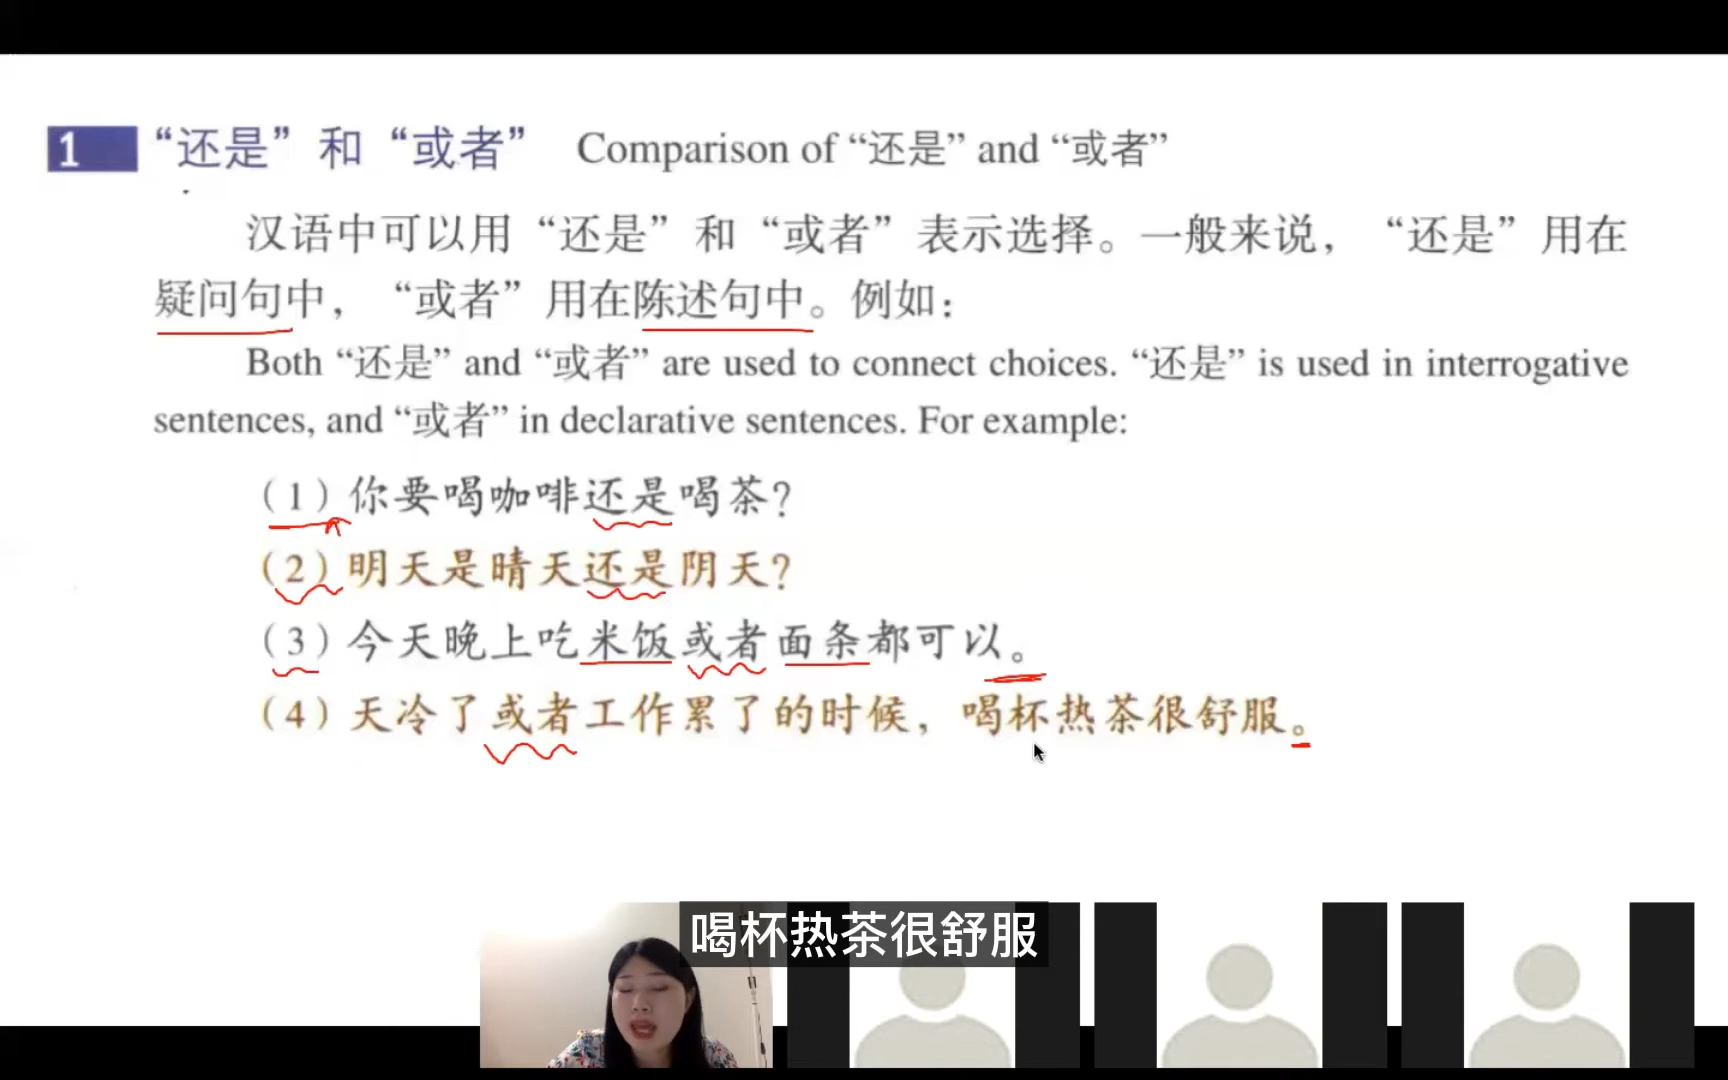 1 “还是” 和 “或者” Comparison of “还是” and “或者”
汉语中可以用 “还是” 和 “或者” 表示选择。一般来说， “还是” 用在
疑问句中， “或者” 用在陈述句中。例如：
Both “还是” and “或者” are used to connect choices. “还是” is used in interrogative
sentences, and “或者” in declarative sentences. For example:
（1）你要喝咖啡还是喝茶？
（2）明天是晴天还是阴天？
（3）今天晚上吃米饭或者面条都可以。
（4）天冷了或者工作累了的时候，喝杯热茶很舒服。
喝杯热茶很舒服